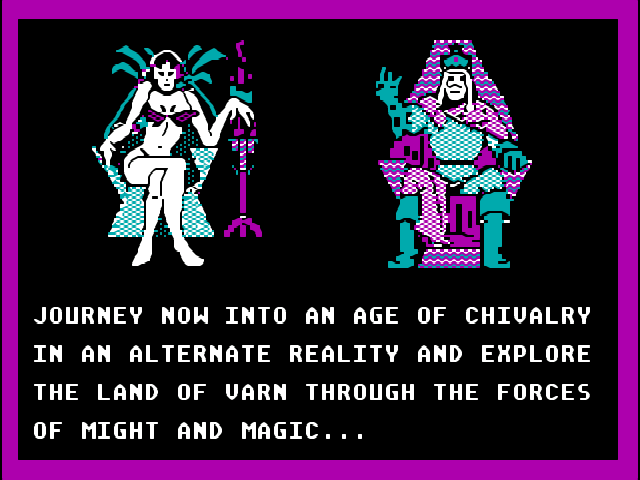 JOURNEY NOW INTO AN AGE OF CHIVALRY
IN AN ALTERNATE REALITY AND EXPLORE
THE LAND OF VARN THROUGH THE FORCES
OF MIGHT AND MAGIC...